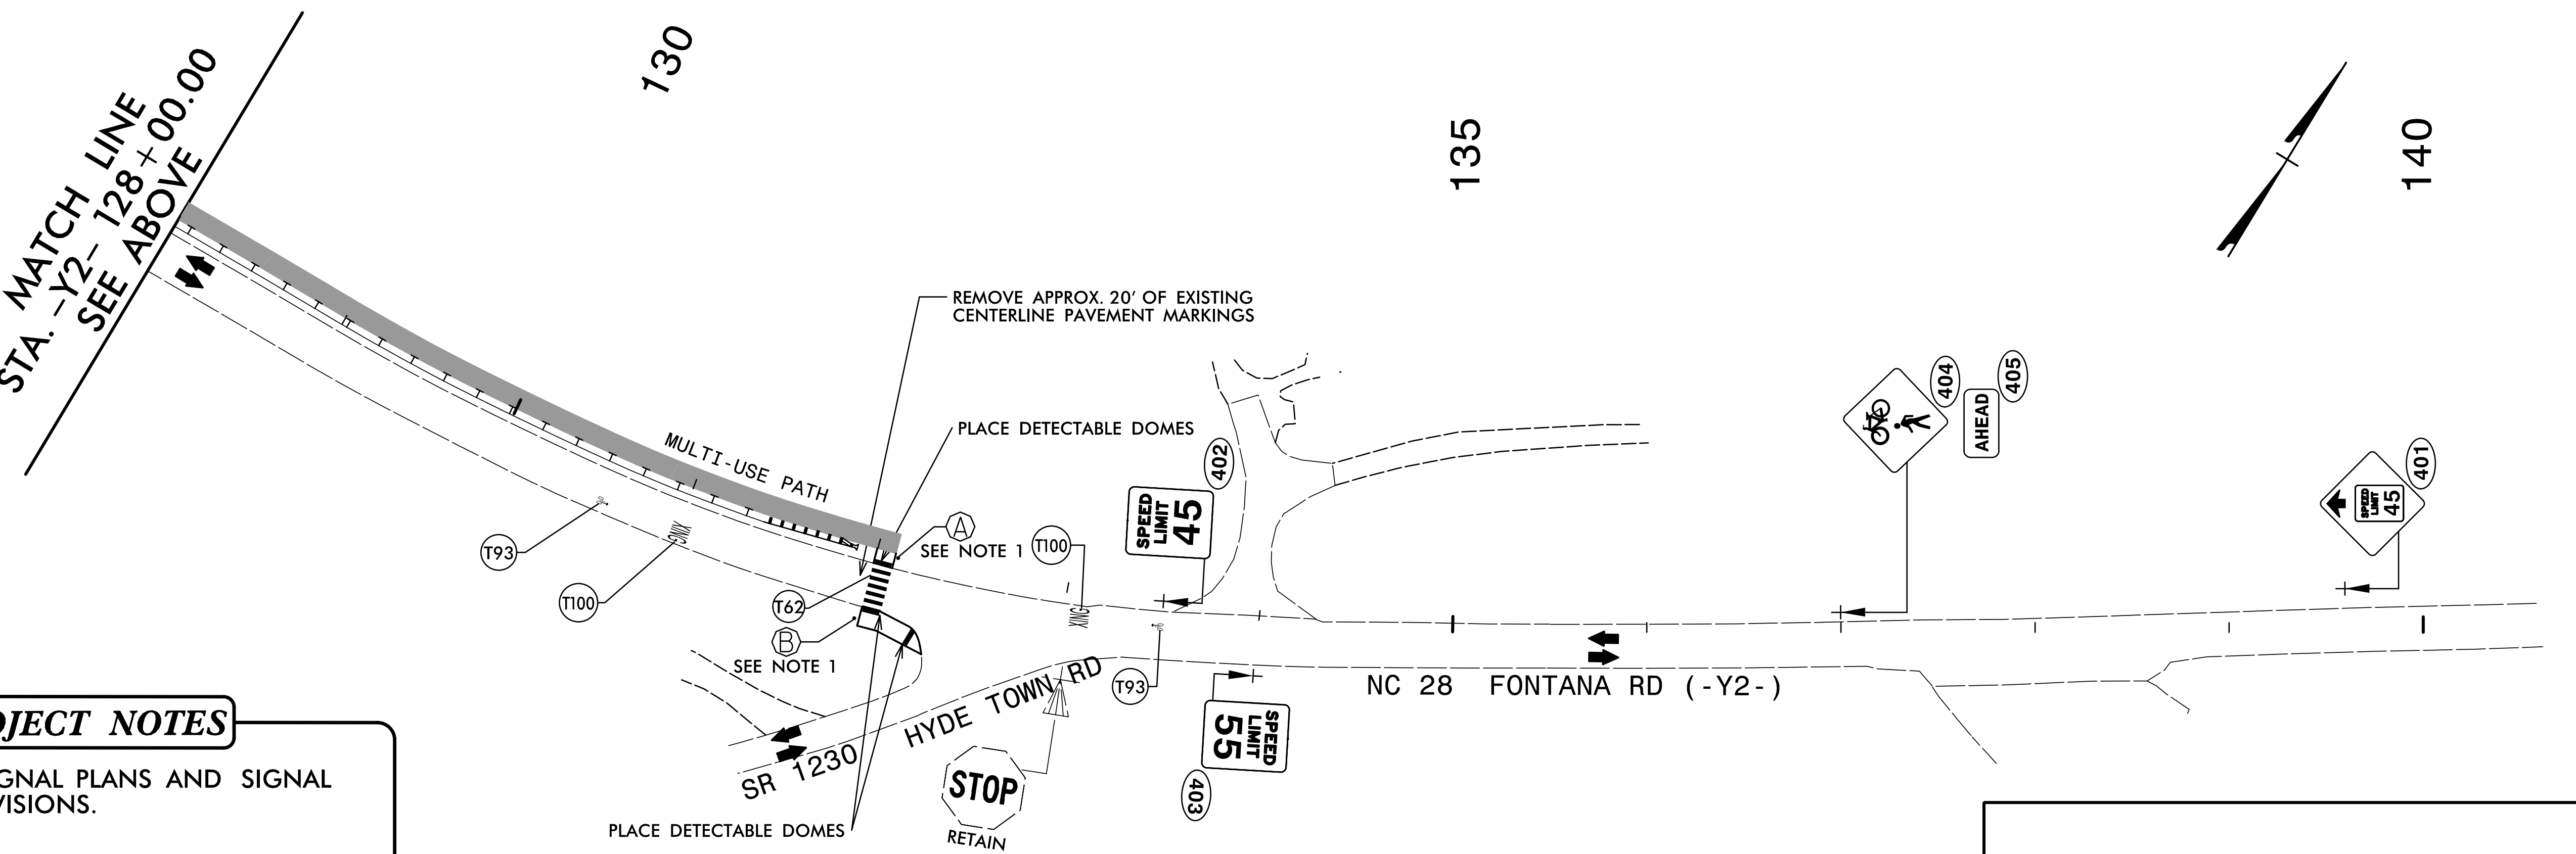 MATCH LINE
STA. -Y2- 128+00.00
SEE ABOVE
130
135
140
REMOVE APPROX. 20' OF EXISTING
CENTERLINE PAVEMENT MARKINGS
PLACE DETECTABLE DOMES
MULTI-USE PATH
A
SEE NOTE 1
T93
T100
XING
T62
B
SEE NOTE 1
T100
XING
T93
SPEED
LIMIT
45
402
404
AHEAD
405
SPEED
LIMIT
45
401
NC 28 FONTANA RD (-Y2-)
SPEED
LIMIT
55
403
SR 1230 HYDE TOWN RD
STOP
RETAIN
PLACE DETECTABLE DOMES
OJECT NOTES
GNAL PLANS AND SIGNAL
VISIONS.